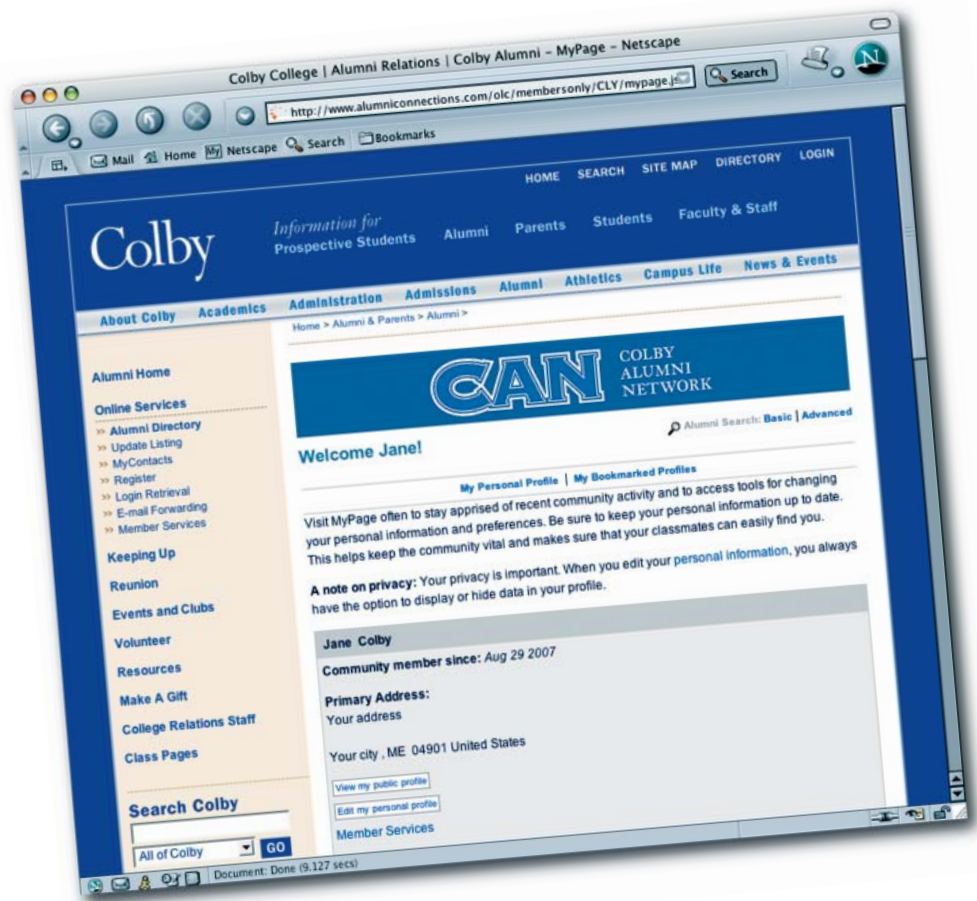 Colby College | Alumni Relations | Colby Alumni – MyPage – Netscape
http://www.alumniconnections.com/olc/membersonly/CLY/mypage.js
Search
Mail Home Netscape Search Bookmarks
HOME SEARCH SITE MAP DIRECTORY LOGIN
Colby
Information for
Prospective Students Alumni Parents Students Faculty & Staff
About Colby Academics Administration Admissions Alumni Athletics Campus Life News & Events
Home > Alumni & Parents > Alumni >
Alumni Home
Online Services
» Alumni Directory
» Update Listing
» MyContacts
» Register
» Login Retrieval
» E-mail Forwarding
» Member Services
Keeping Up
Reunion
Events and Clubs
Volunteer
Resources
Make A Gift
College Relations Staff
Class Pages
Search Colby
All of Colby GO
CAN
COLBY
ALUMNI
NETWORK
Alumni Search: Basic | Advanced
Welcome Jane!
My Personal Profile | My Bookmarked Profiles
Visit MyPage often to stay apprised of recent community activity and to access tools for changing
your personal information and preferences. Be sure to keep your personal information up to date.
This helps keep the community vital and makes sure that your classmates can easily find you.
A note on privacy: Your privacy is important. When you edit your personal information, you always
have the option to display or hide data in your profile.
Jane Colby
Community member since: Aug 29 2007
Primary Address:
Your address
Your city , ME 04901 United States
View my public profile
Edit my personal profile
Member Services
Document: Done (9.127 secs)